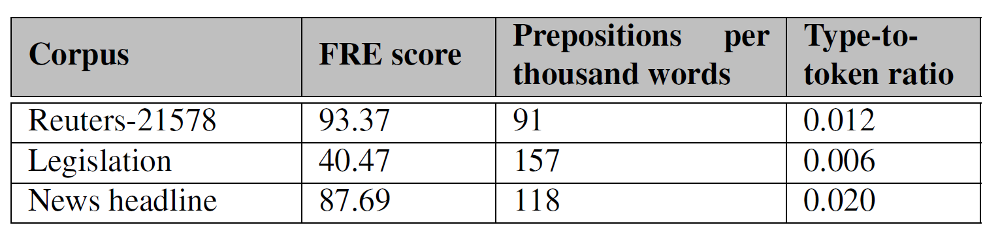 Corpus FRE score Prepositions per thousand words Type-to-token ratio
Reuters-21578 93.37 91 0.012
Legislation 40.47 157 0.006
News headline 87.69 118 0.020